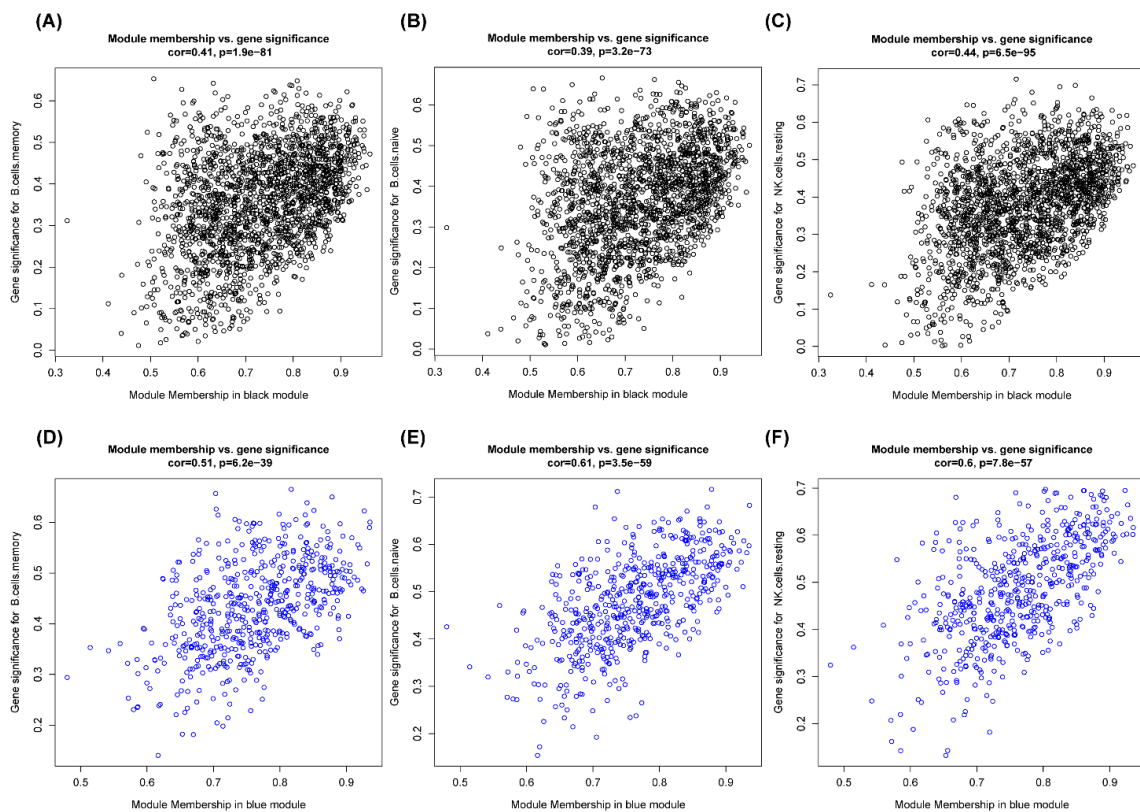 (A)
Module membership vs. gene significance
cor=0.41, p=1.9e−81
Gene significance for B.cells.memory
0.0 0.1 0.2 0.3 0.4 0.5 0.6
0.3 0.4 0.5 0.6 0.7 0.8 0.9
Module Membership in black module
(B)
Module membership vs. gene significance
cor=0.39, p=3.2e−73
Gene significance for B.cells.naive
0.0 0.1 0.2 0.3 0.4 0.5 0.6
0.3 0.4 0.5 0.6 0.7 0.8 0.9
Module Membership in black module
(C)
Module membership vs. gene significance
cor=0.44, p=6.5e−95
Gene significance for NK.cells.resting
0.0 0.1 0.2 0.3 0.4 0.5 0.6 0.7
0.3 0.4 0.5 0.6 0.7 0.8 0.9
Module Membership in black module
(D)
Module membership vs. gene significance
cor=0.51, p=6.2e−39
Gene significance for B.cells.memory
0.2 0.3 0.4 0.5 0.6
0.5 0.6 0.7 0.8 0.9
Module Membership in blue module
(E)
Module membership vs. gene significance
cor=0.61, p=3.5e−59
Gene significance for B.cells.naive
0.2 0.3 0.4 0.5 0.6 0.7
0.5 0.6 0.7 0.8 0.9
Module Membership in blue module
(F)
Module membership vs. gene significance
cor=0.6, p=7.8e−57
Gene significance for NK.cells.resting
0.2 0.3 0.4 0.5 0.6 0.7
0.5 0.6 0.7 0.8 0.9
Module Membership in blue module